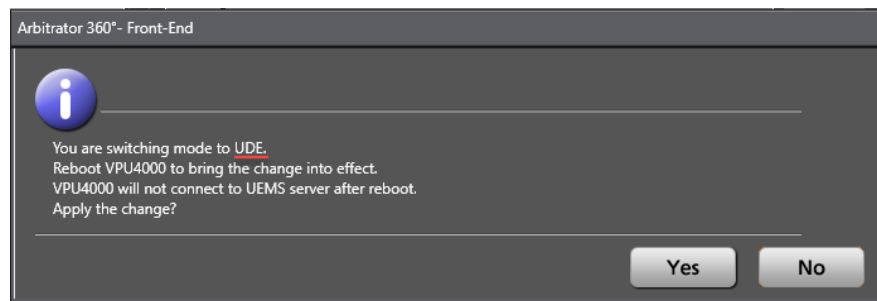 Arbitrator 360°- Front-End
i
You are switching mode to UDE.
Reboot VPU4000 to bring the change into effect.
VPU4000 will not connect to UEMS server after reboot.
Apply the change?
Yes
No